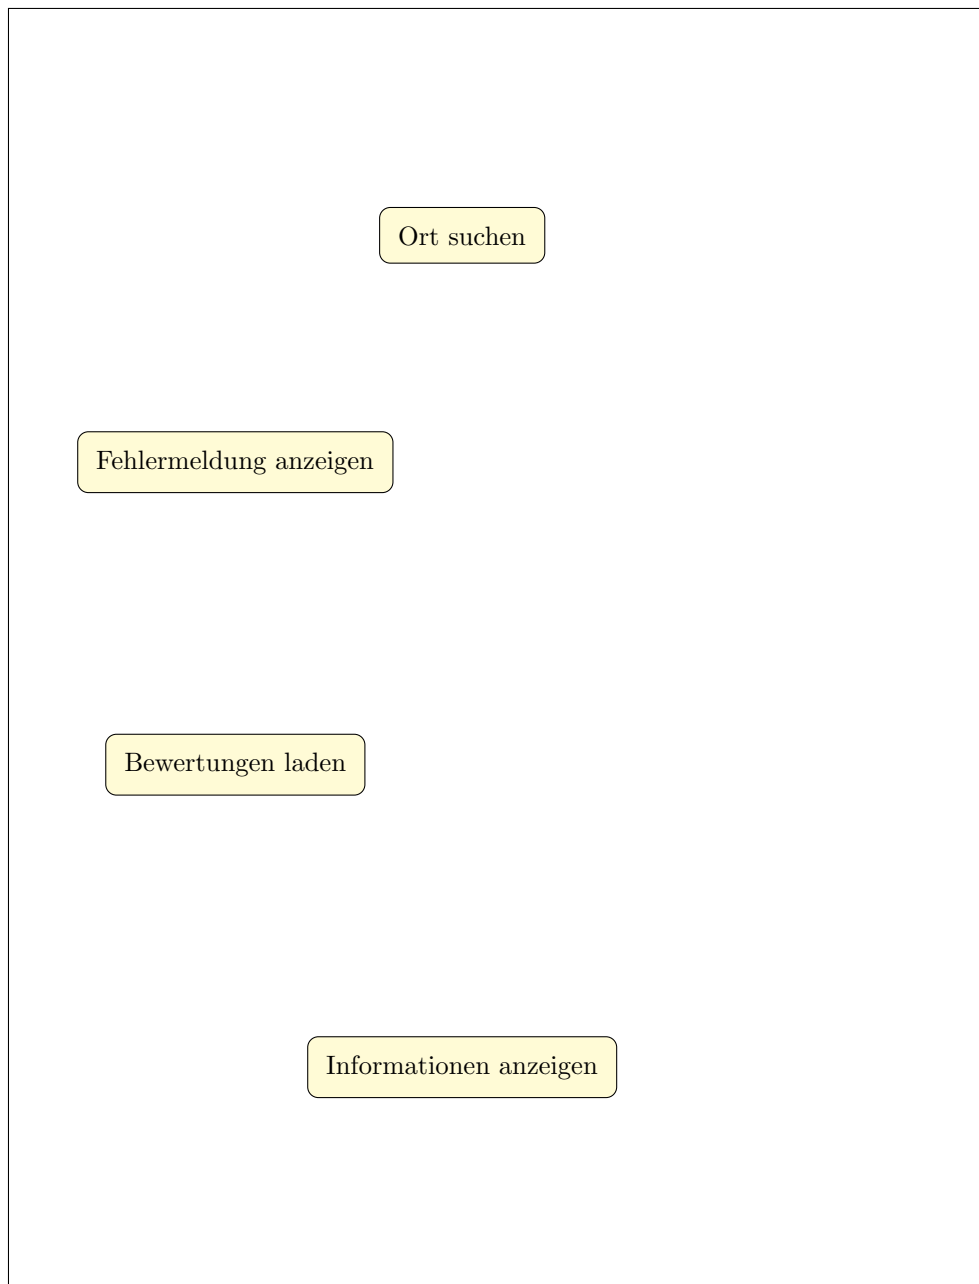 Ort suchen
Fehlermeldung anzeigen
Bewertungen laden
Informationen anzeigen